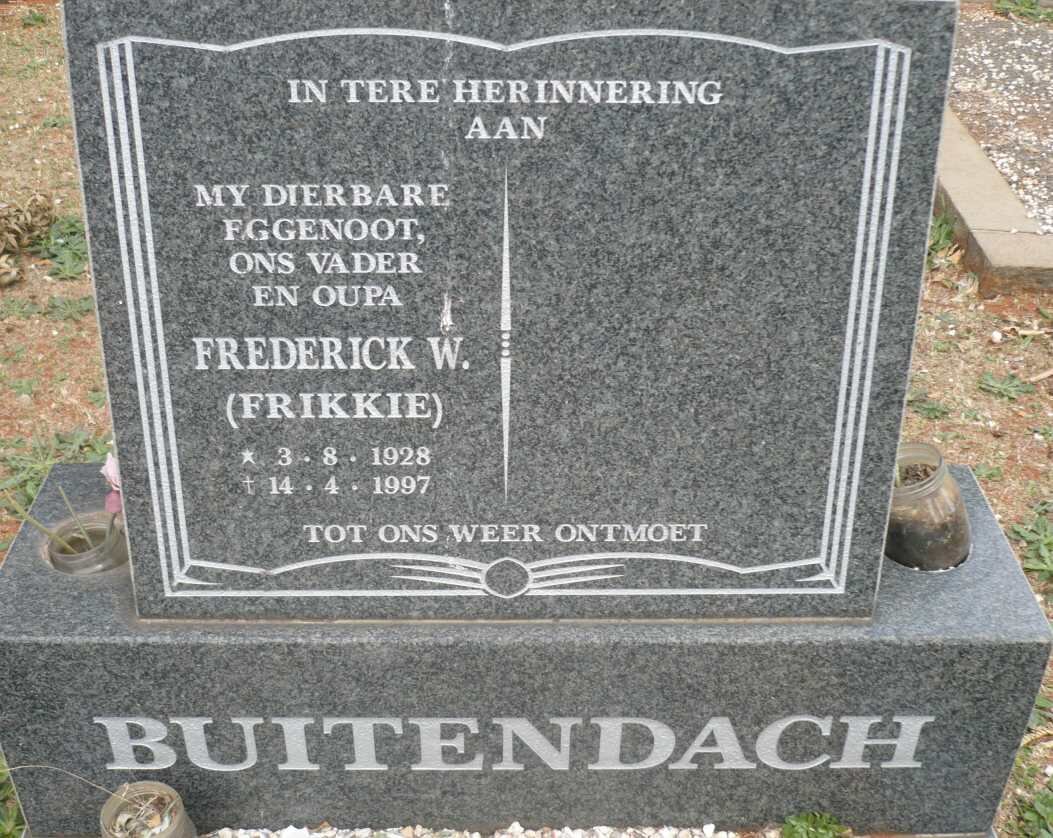 IN TERE HERINNERING
AAN
MY DIERBARE
EGGENOOT,
ONS VADER
EN OUPA
FREDERICK W.
(FRIKKIE)
★ 3 · 8 · 1928
† 14 · 4 · 1997
TOT ONS WEER ONTMOET
BUITENDACH